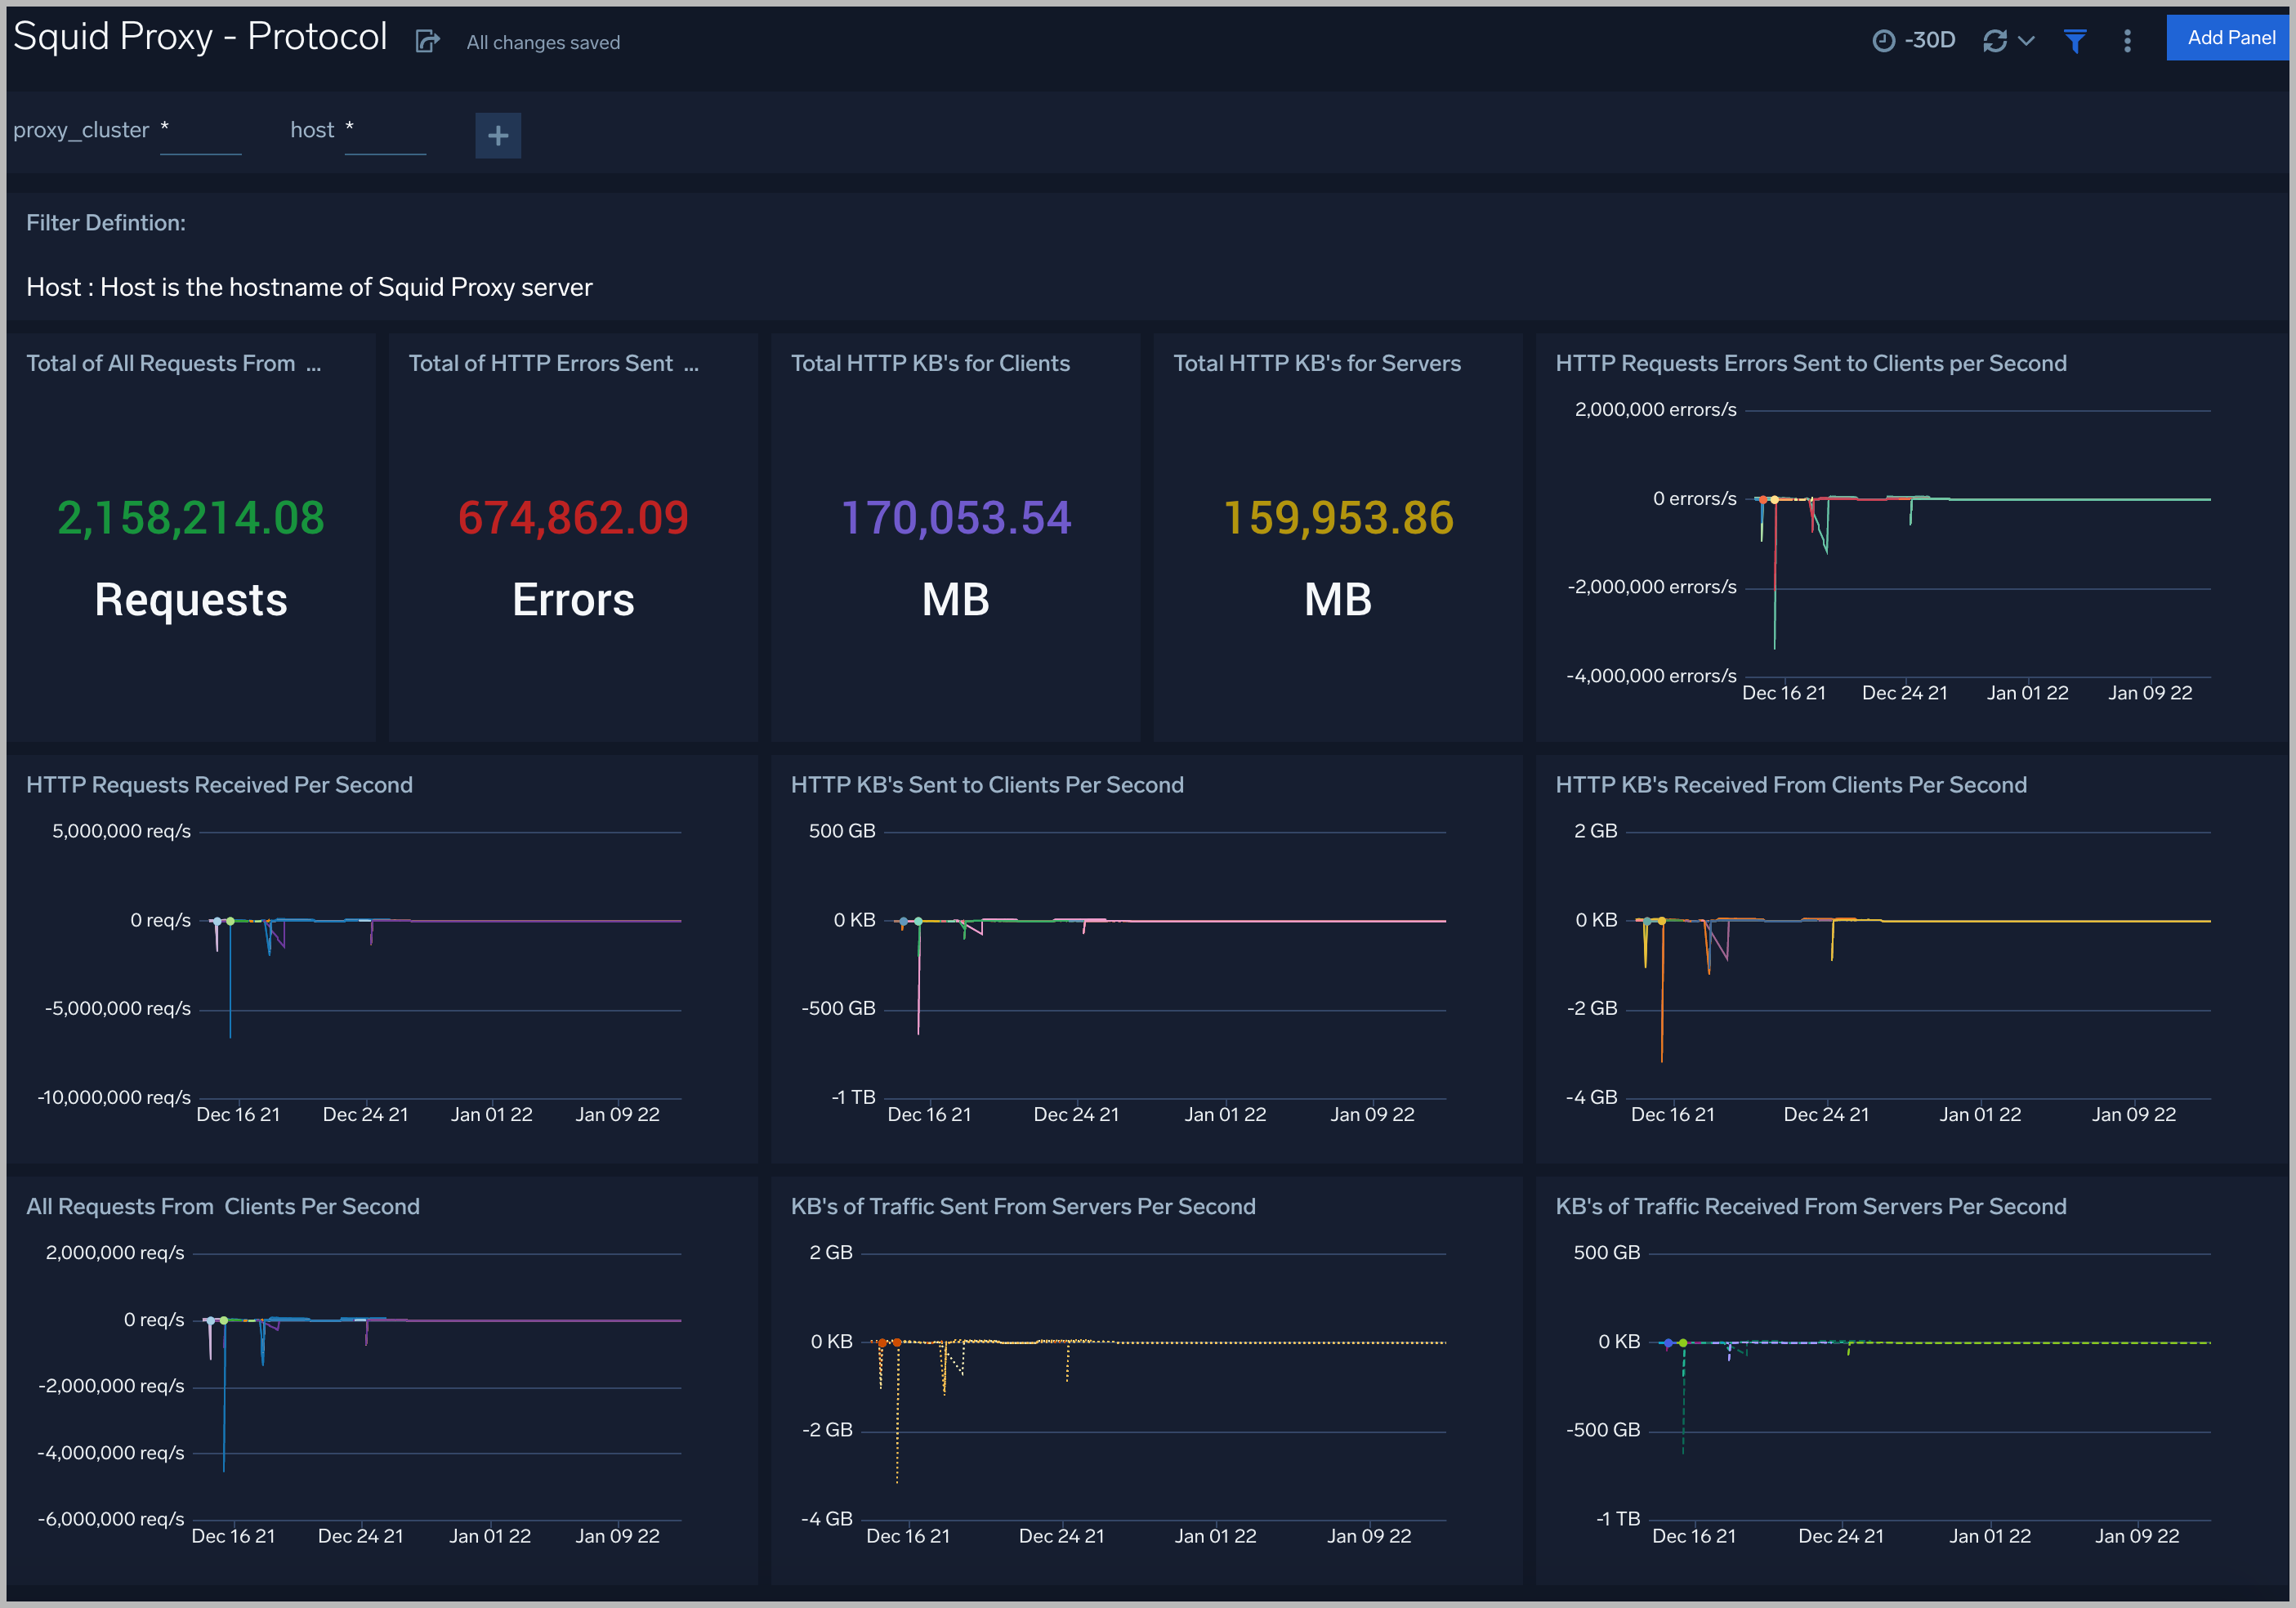 Squid Proxy - Protocol
All changes saved
-30D
Add Panel
proxy_cluster *
host *
+
Filter Defintion:
Host : Host is the hostname of Squid Proxy server
Total of All Requests From ...
2,158,214.08
Requests
Total of HTTP Errors Sent ...
674,862.09
Errors
Total HTTP KB's for Clients
170,053.54
MB
Total HTTP KB's for Servers
159,953.86
MB
HTTP Requests Errors Sent to Clients per Second
2,000,000 errors/s
0 errors/s
-2,000,000 errors/s
-4,000,000 errors/s
Dec 16 21 Dec 24 21 Jan 01 22 Jan 09 22
HTTP Requests Received Per Second
5,000,000 req/s
0 req/s
-5,000,000 req/s
-10,000,000 req/s
Dec 16 21 Dec 24 21 Jan 01 22 Jan 09 22
HTTP KB's Sent to Clients Per Second
500 GB
0 KB
-500 GB
-1 TB
Dec 16 21 Dec 24 21 Jan 01 22 Jan 09 22
HTTP KB's Received From Clients Per Second
2 GB
0 KB
-2 GB
-4 GB
Dec 16 21 Dec 24 21 Jan 01 22 Jan 09 22
All Requests From  Clients Per Second
2,000,000 req/s
0 req/s
-2,000,000 req/s
-4,000,000 req/s
-6,000,000 req/s
Dec 16 21 Dec 24 21 Jan 01 22 Jan 09 22
KB's of Traffic Sent From Servers Per Second
2 GB
0 KB
-2 GB
-4 GB
Dec 16 21 Dec 24 21 Jan 01 22 Jan 09 22
KB's of Traffic Received From Servers Per Second
500 GB
0 KB
-500 GB
-1 TB
Dec 16 21 Dec 24 21 Jan 01 22 Jan 09 22